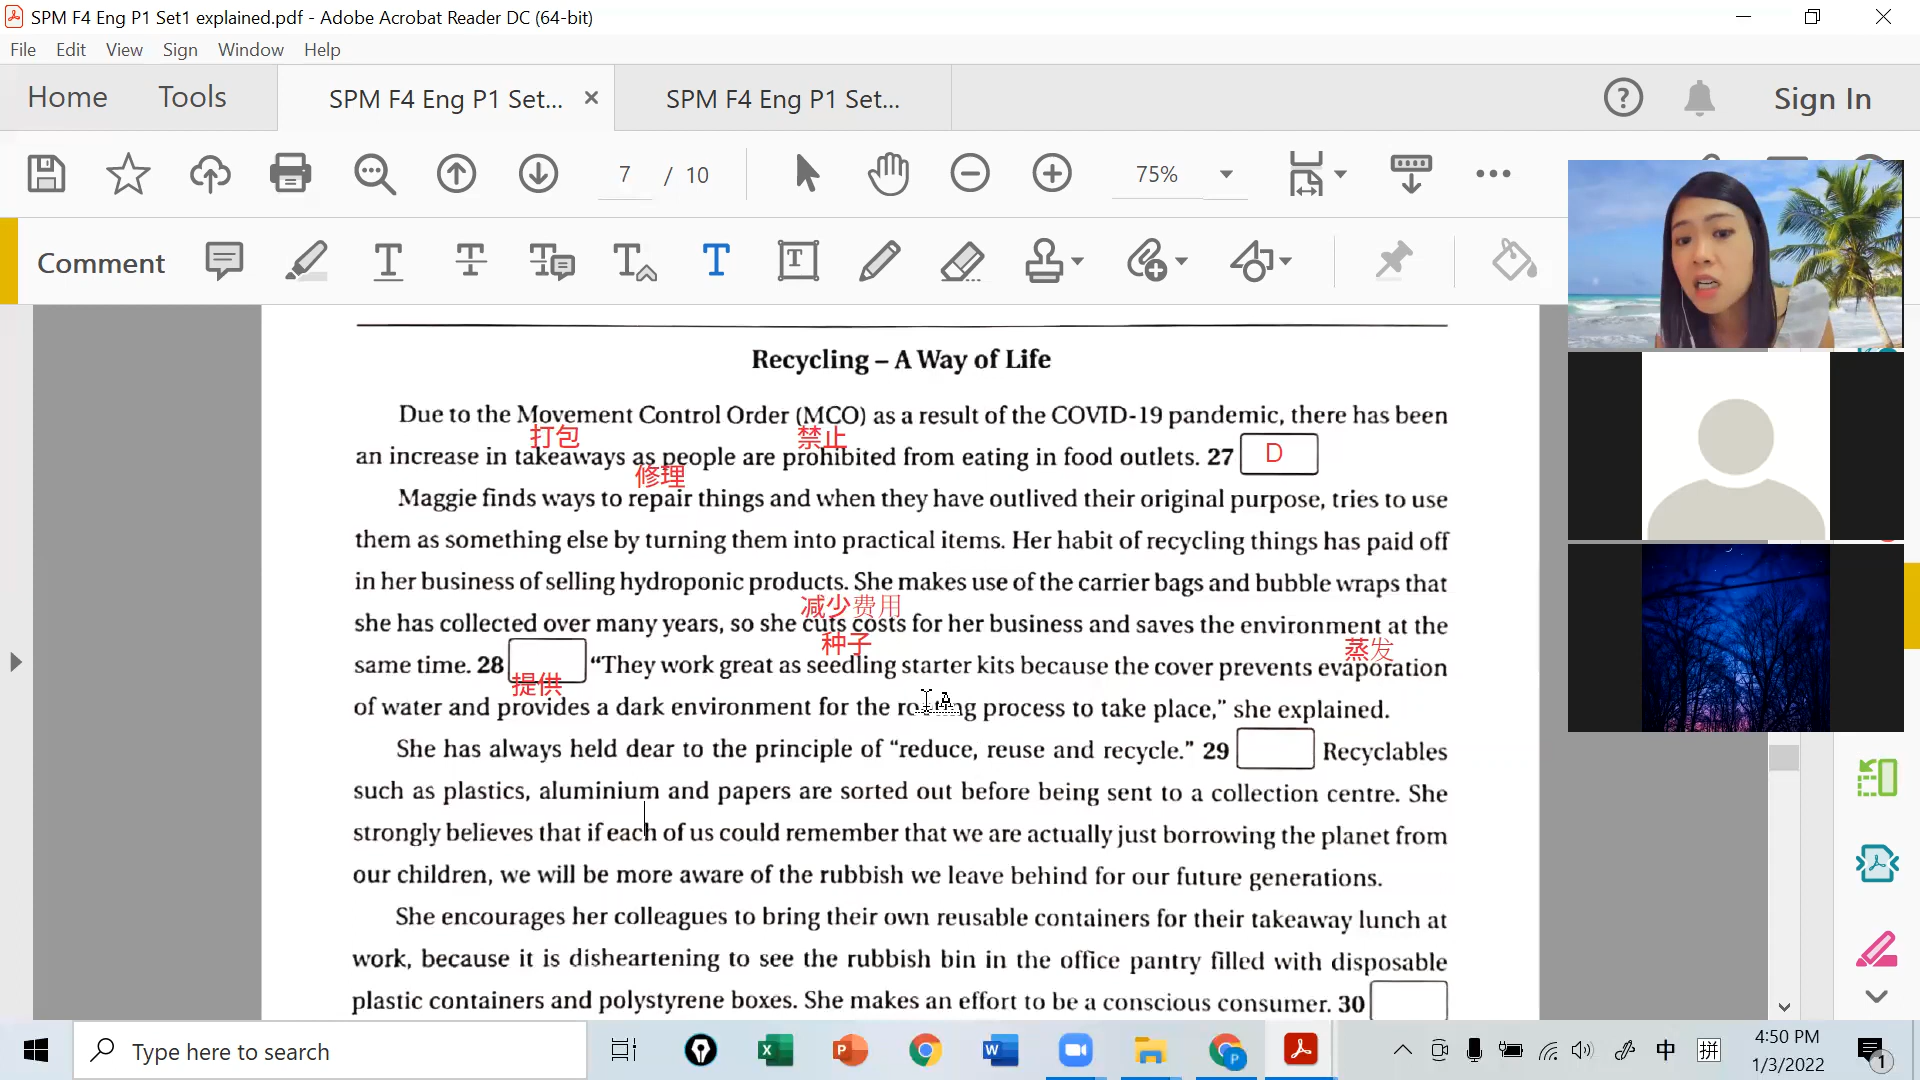 SPM F4 Eng P1 Set1 explained.pdf - Adobe Acrobat Reader DC (64-bit)
File Edit View Sign Window Help
Home Tools SPM F4 Eng P1 Set... SPM F4 Eng P1 Set... Sign In
7 / 10 75%
Comment
Recycling – A Way of Life
Due to the Movement Control Order (MCO) as a result of the COVID-19 pandemic, there has been
打包 禁止
an increase in takeaways as people are prohibited from eating in food outlets. 27 D
修理
Maggie finds ways to repair things and when they have outlived their original purpose, tries to use
them as something else by turning them into practical items. Her habit of recycling things has paid off
in her business of selling hydroponic products. She makes use of the carrier bags and bubble wraps that
减少费用
she has collected over many years, so she cuts costs for her business and saves the environment at the
种子 蒸发
same time. 28 “They work great as seedling starter kits because the cover prevents evaporation
提供
of water and provides a dark environment for the process to take place,” she explained.
She has always held dear to the principle of “reduce, reuse and recycle.” 29 Recyclables
such as plastics, aluminium and papers are sorted out before being sent to a collection centre. She
strongly believes that if each of us could remember that we are actually just borrowing the planet from
our children, we will be more aware of the rubbish we leave behind for our future generations.
She encourages her colleagues to bring their own reusable containers for their takeaway lunch at
work, because it is disheartening to see the rubbish bin in the office pantry filled with disposable
plastic containers and polystyrene boxes. She makes an effort to be a conscious consumer. 30
Type here to search
中 拼
4:50 PM
1/3/2022
1